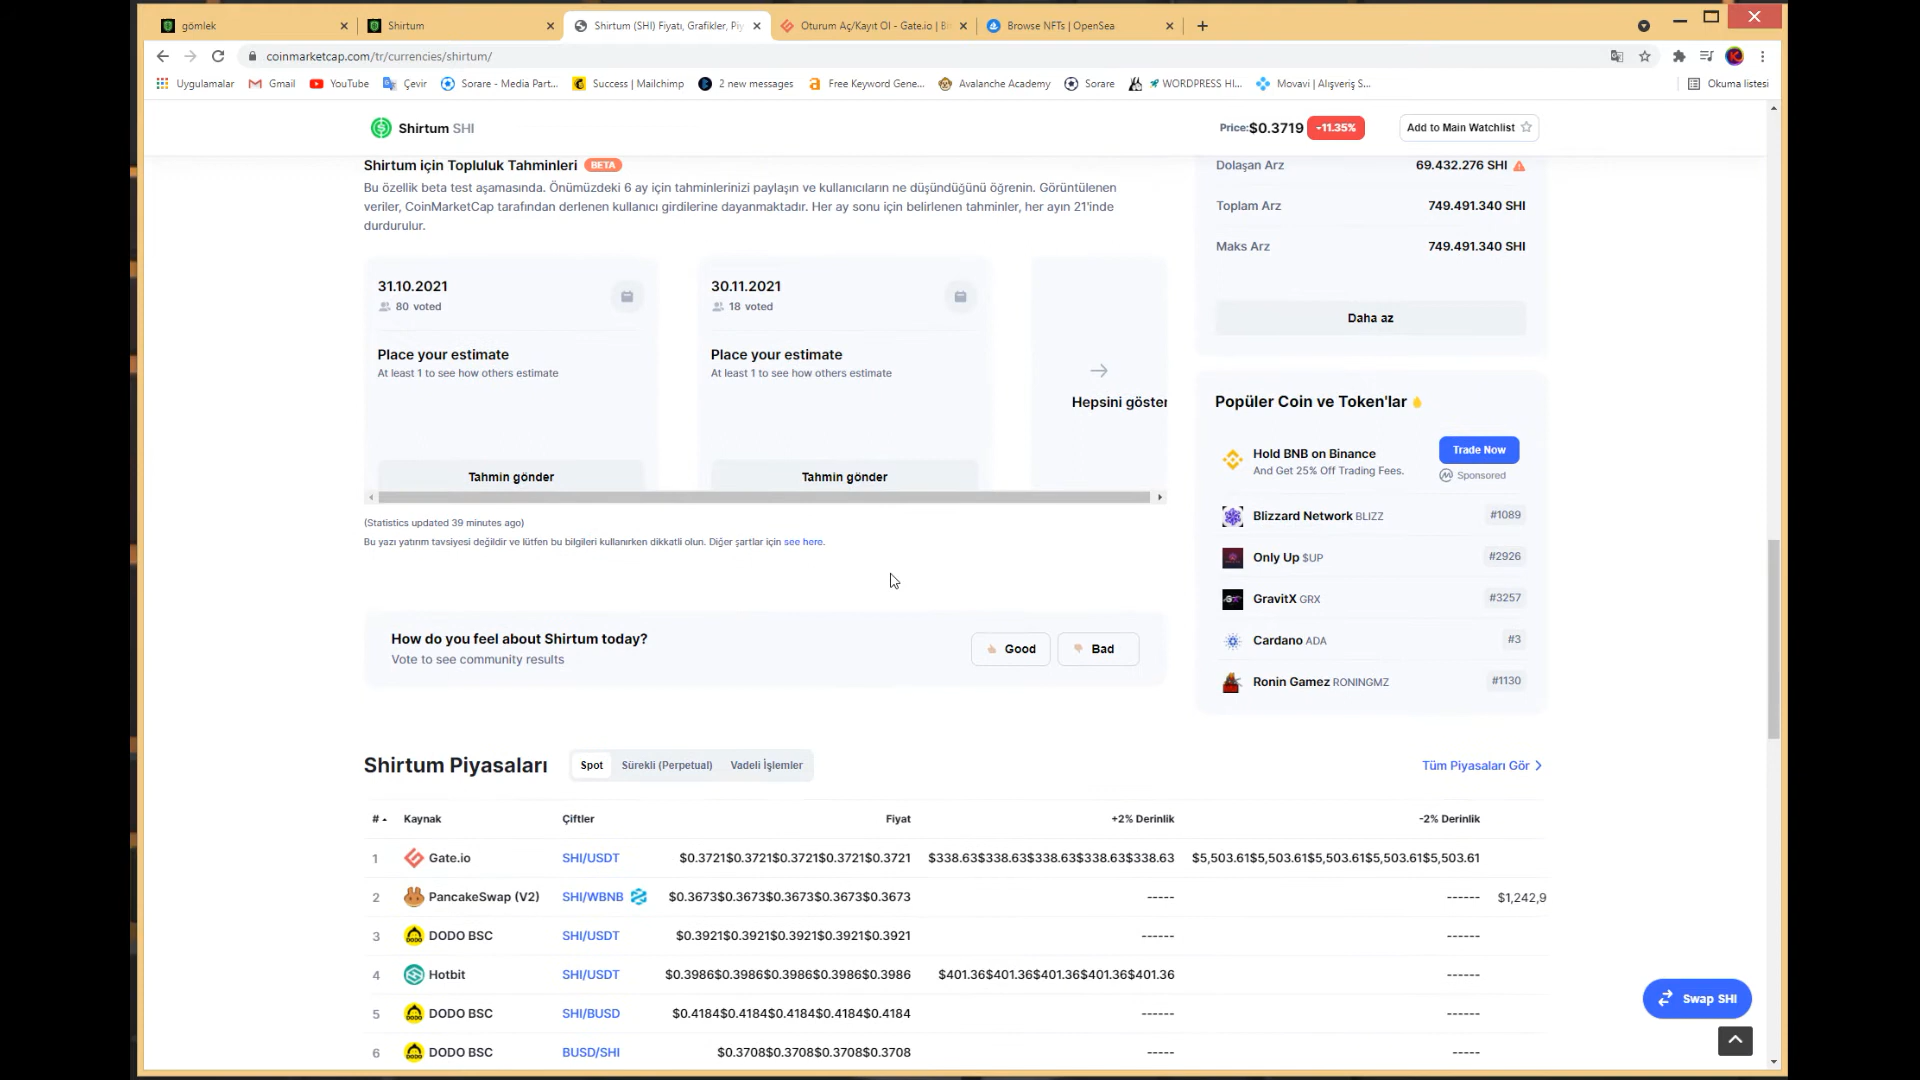 gömlek
Shirtum
Shirtum (SHI) Fiyatı, Grafikler, Piy
Oturum Aç/Kayıt Ol - Gate.io | Bi
Browse NFTs | OpenSea
coinmarketcap.com/tr/currencies/shirtum/
Uygulamalar
Gmail
YouTube
Çevir
Sorare - Media Part...
Success | Mailchimp
2 new messages
Free Keyword Gene...
Avalanche Academy
Sorare
WORDPRESS Hİ...
Movavi | Alışveriş S...
Okuma listesi
Shirtum SHI
Price:$0.3719 -11.35%
Add to Main Watchlist
Shirtum için Topluluk Tahminleri BETA
Bu özellik beta test aşamasında. Önümüzdeki 6 ay için tahminlerinizi paylaşın ve kullanıcıların ne düşündüğünü öğrenin. Görüntülenen
veriler, CoinMarketCap tarafından derlenen kullanıcı girdilerine dayanmaktadır. Her ay sonu için belirlenen tahminler, her ayın 21'inde
durdurulur.
31.10.2021
80 voted
Place your estimate
At least 1 to see how others estimate
Tahmin gönder
30.11.2021
18 voted
Place your estimate
At least 1 to see how others estimate
Tahmin gönder
Hepsini göster
(Statistics updated 39 minutes ago)
Bu yazı yatırım tavsiyesi değildir ve lütfen bu bilgileri kullanırken dikkatli olun. Diğer şartlar için see here.
How do you feel about Shirtum today?
Vote to see community results
Good
Bad
Dolaşan Arz 69.432.276 SHI
Toplam Arz 749.491.340 SHI
Maks Arz 749.491.340 SHI
Daha az
Popüler Coin ve Token'lar
Hold BNB on Binance
And Get 25% Off Trading Fees.
Trade Now
Sponsored
Blizzard Network BLIZZ #1089
Only Up $UP #2926
GravitX GRX #3257
Cardano ADA #3
Ronin Gamez RONINGMZ #1130
Shirtum Piyasaları
Spot Sürekli (Perpetual) Vadeli İşlemler
Tüm Piyasaları Gör
# Kaynak Çiftler Fiyat +2% Derinlik -2% Derinlik
1 Gate.io SHI/USDT $0.3721$0.3721$0.3721$0.3721$0.3721 $338.63$338.63$338.63$338.63$338.63 $5,503.61$5,503.61$5,503.61$5,503.61$5,503.61
2 PancakeSwap (V2) SHI/WBNB $0.3673$0.3673$0.3673$0.3673$0.3673 ----- ------ $1,242,9
3 DODO BSC SHI/USDT $0.3921$0.3921$0.3921$0.3921$0.3921 ------ ------
4 Hotbit SHI/USDT $0.3986$0.3986$0.3986$0.3986$0.3986 $401.36$401.36$401.36$401.36$401.36 ------
5 DODO BSC SHI/BUSD $0.4184$0.4184$0.4184$0.4184$0.4184 ------ ------
6 DODO BSC BUSD/SHI $0.3708$0.3708$0.3708$0.3708 ----- -----
Swap SHI